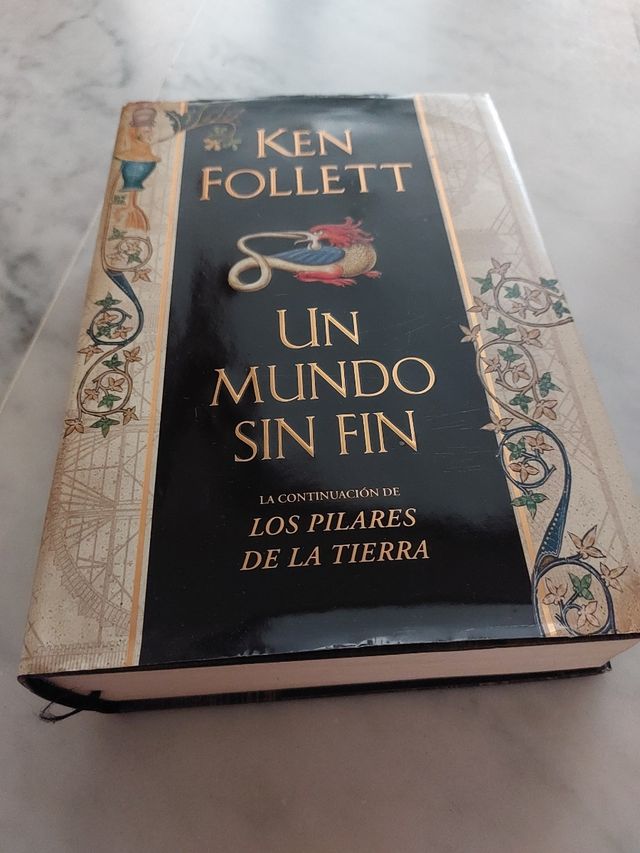 KEN
FOLLETT
UN
MUNDO
SIN FIN
LA CONTINUACIÓN DE
LOS PILARES
DE LA TIERRA